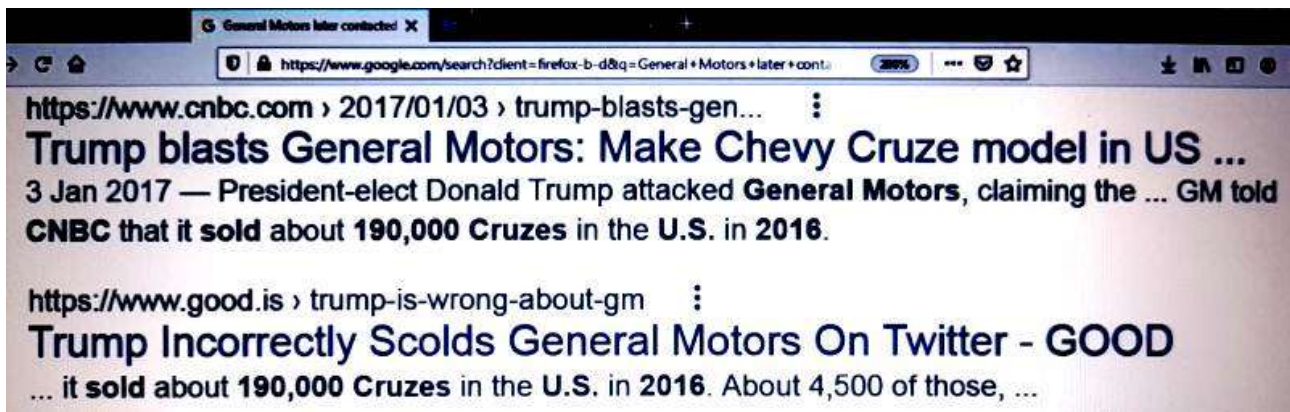 General Motors later contacted X
https://www.google.com/search?client=firefox-b-d&q=General+Motors+later+conta
200%
https://www.cnbc.com › 2017/01/03 › trump-blasts-gen...
Trump blasts General Motors: Make Chevy Cruze model in US ...
3 Jan 2017 — President-elect Donald Trump attacked General Motors, claiming the ... GM told
CNBC that it sold about 190,000 Cruzes in the U.S. in 2016.
https://www.good.is › trump-is-wrong-about-gm
Trump Incorrectly Scolds General Motors On Twitter - GOOD
... it sold about 190,000 Cruzes in the U.S. in 2016. About 4,500 of those, ...